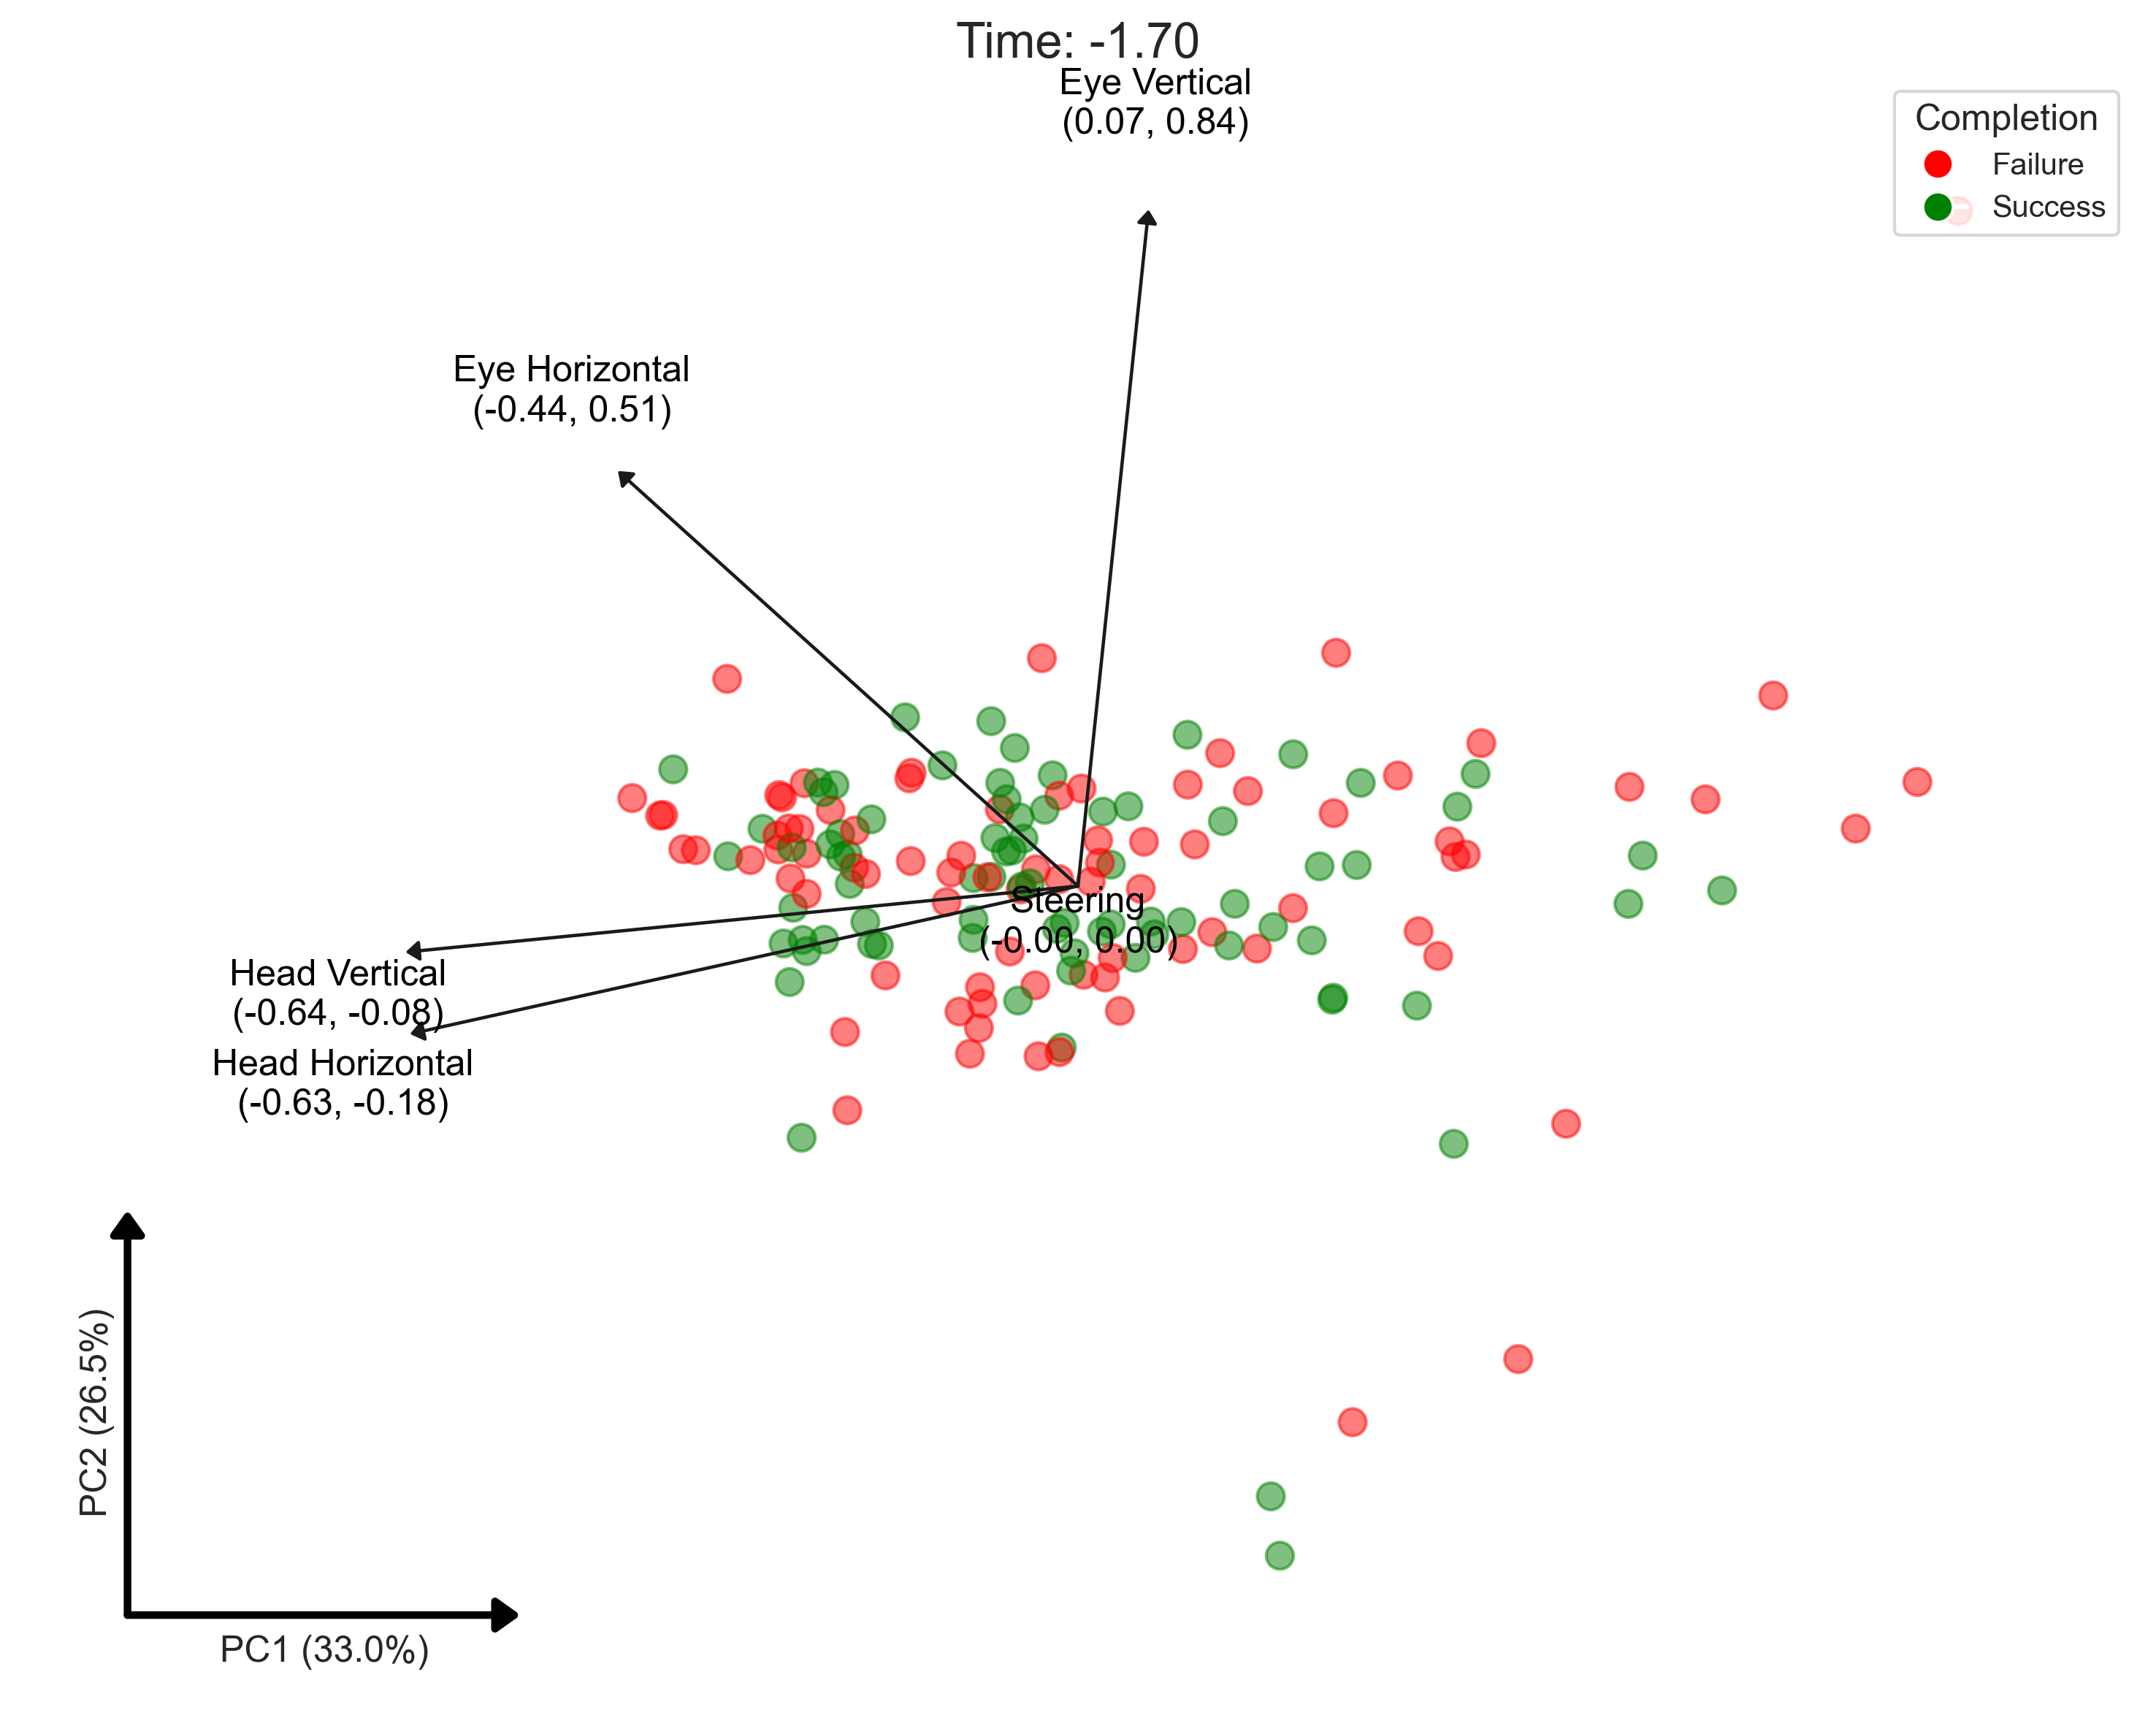 Time: -1.70
Eye Vertical
(0.07, 0.84)
Completion
Failure
Success
Eye Horizontal
(-0.44, 0.51)
Steering
(-0.00, 0.00)
Head Vertical
(-0.64, -0.08)
Head Horizontal
(-0.63, -0.18)
PC2 (26.5%)
PC1 (33.0%)